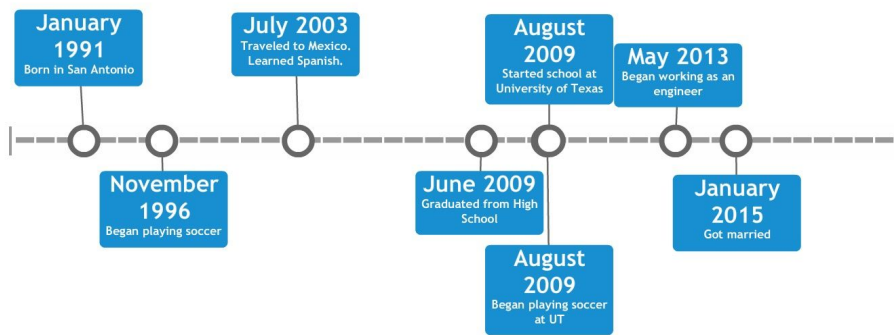 January
1991
Born in San Antonio
November
1996
Began playing soccer
July 2003
Traveled to Mexico.
Learned Spanish.
June 2009
Graduated from High
School
August
2009
Started school at
University of Texas
August
2009
Began playing soccer
at UT
May 2013
Began working as an
engineer
January
2015
Got married